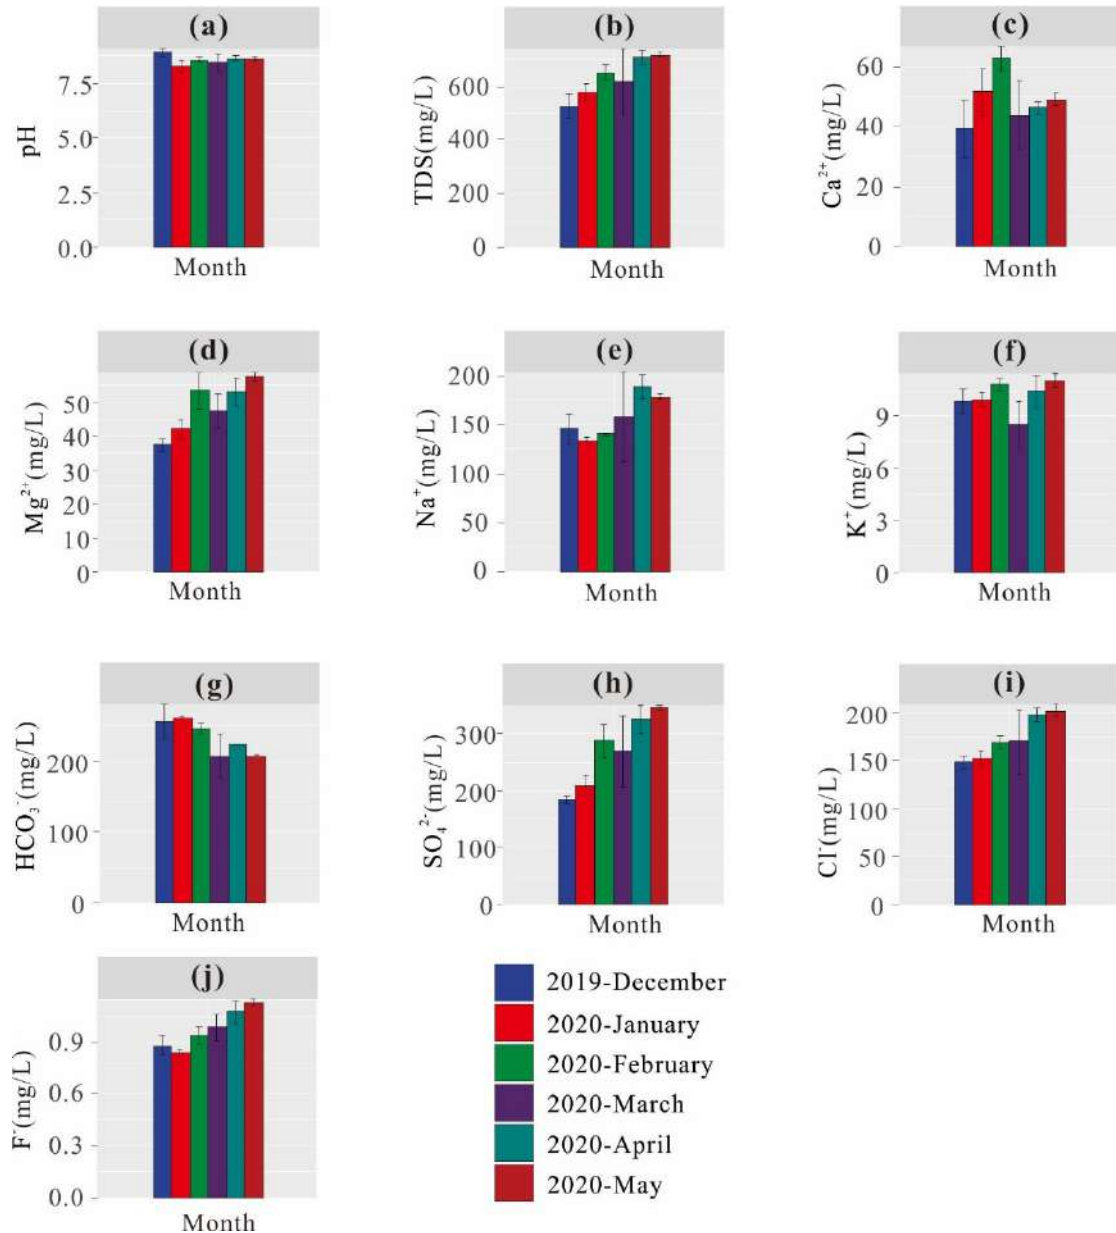 (a)
7.5
5.0
2.5
0.0
pH
Month
(b)
600
400
200
0
TDS(mg/L)
Month
(c)
60
40
20
0
Ca²⁺(mg/L)
Month
(d)
50
40
30
20
10
0
Mg²⁺(mg/L)
Month
(e)
200
150
100
50
0
Na⁺(mg/L)
Month
(f)
9
6
3
0
K⁺(mg/L)
Month
(g)
200
100
0
HCO₃⁻(mg/L)
Month
(h)
300
200
100
0
SO₄²⁻(mg/L)
Month
(i)
200
150
100
50
0
Cl⁻(mg/L)
Month
(j)
0.9
0.6
0.3
0.0
F⁻(mg/L)
Month
2019-December
2020-January
2020-February
2020-March
2020-April
2020-May